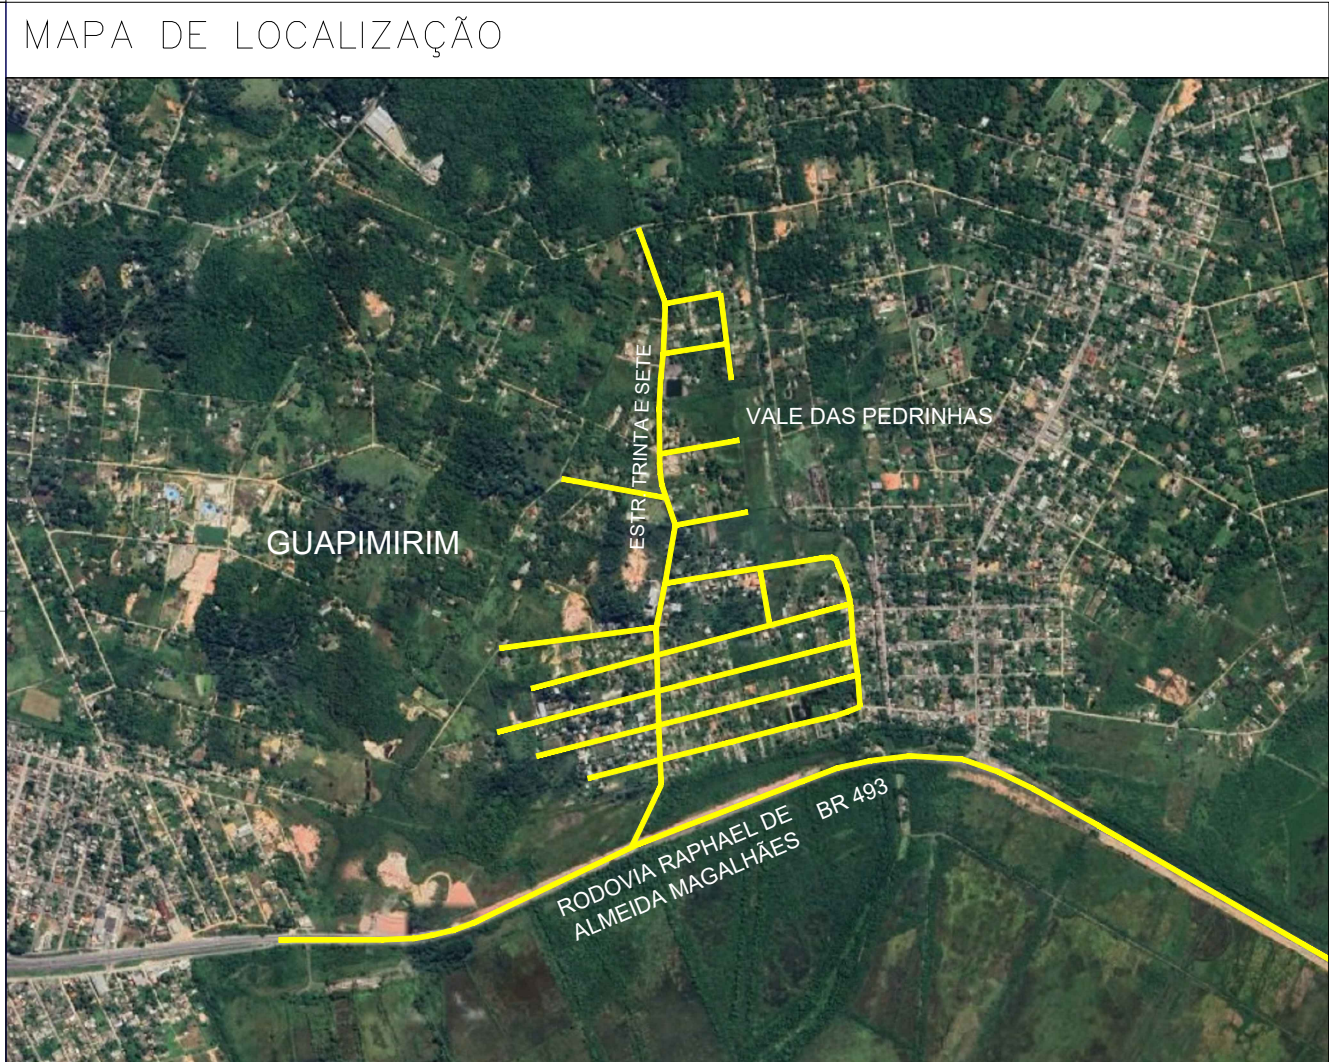 MAPA DE LOCALIZAÇÃO
ESTR TRINTA E SETE
VALE DAS PEDRINHAS
GUAPIMIRIM
RODOVIA RAPHAEL DE
ALMEIDA MAGALHÃES
BR 493